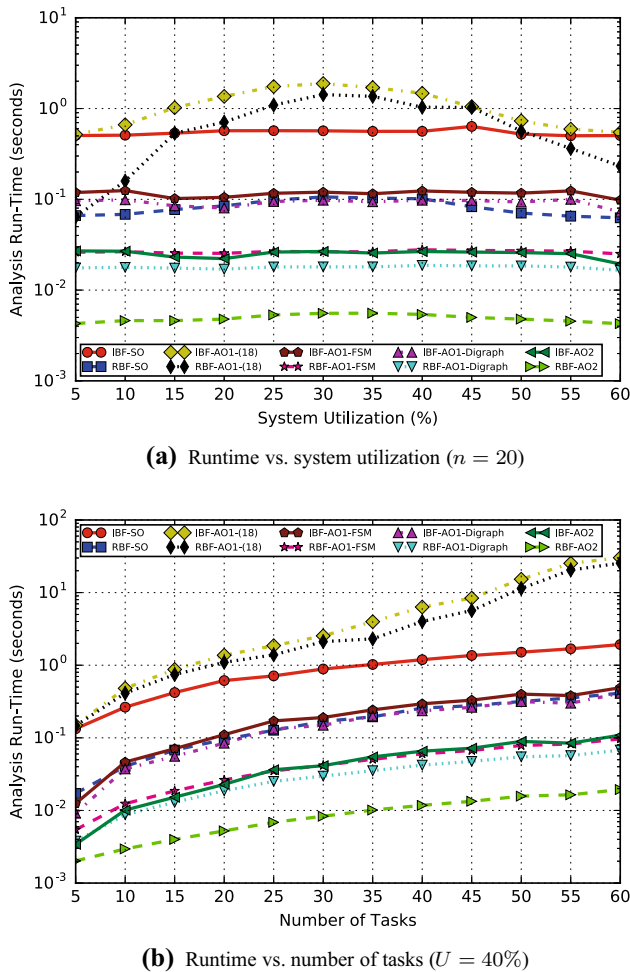 10^1
10^0
10^-1
10^-2
10^-3
Analysis Run-Time (seconds)
IBF-SO IBF-AO1-(18) IBF-AO1-FSM IBF-AO1-Digraph IBF-AO2
RBF-SO RBF-AO1-(18) RBF-AO1-FSM RBF-AO1-Digraph RBF-AO2
5 10 15 20 25 30 35 40 45 50 55 60
System Utilization (%)
(a) Runtime vs. system utilization (n = 20)
10^2
IBF-SO IBF-AO1-(18) IBF-AO1-FSM IBF-AO1-Digraph IBF-AO2
RBF-SO RBF-AO1-(18) RBF-AO1-FSM RBF-AO1-Digraph RBF-AO2
10^1
10^0
10^-1
10^-2
10^-3
Analysis Run-Time (seconds)
5 10 15 20 25 30 35 40 45 50 55 60
Number of Tasks
(b) Runtime vs. number of tasks (U = 40%)